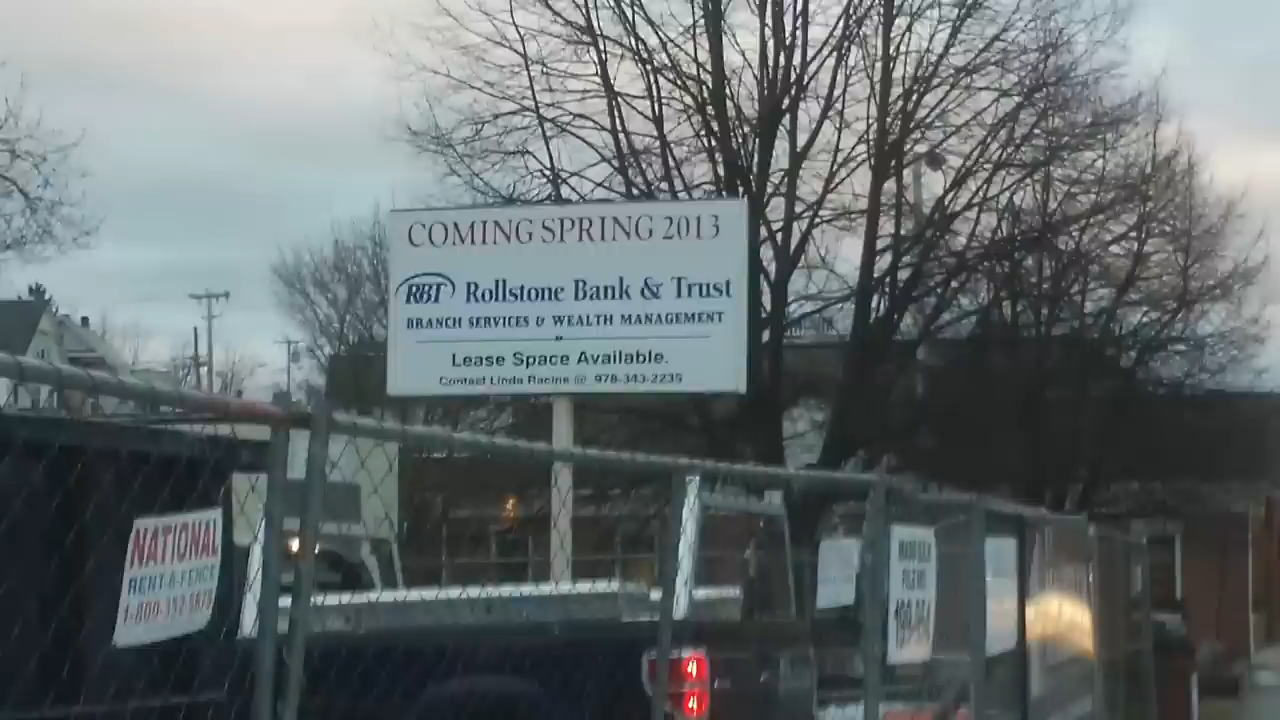 COMING SPRING 2013
RBT Rollstone Bank & Trust
BRANCH SERVICES & WEALTH MANAGEMENT
Lease Space Available.
Contact Linda Racine @ 978-343-2235
NATIONAL
RENT-A-FENCE